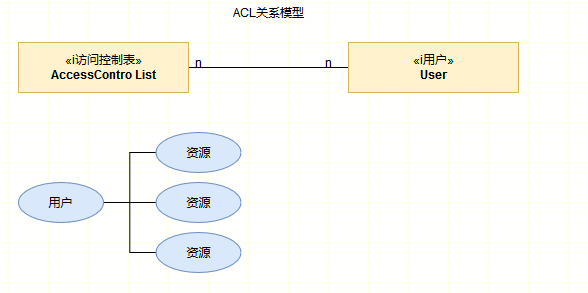 ACL关系模型
«i访问控制表»
AccessContro List
n
n
«i用户»
User
资源
用户
资源
资源